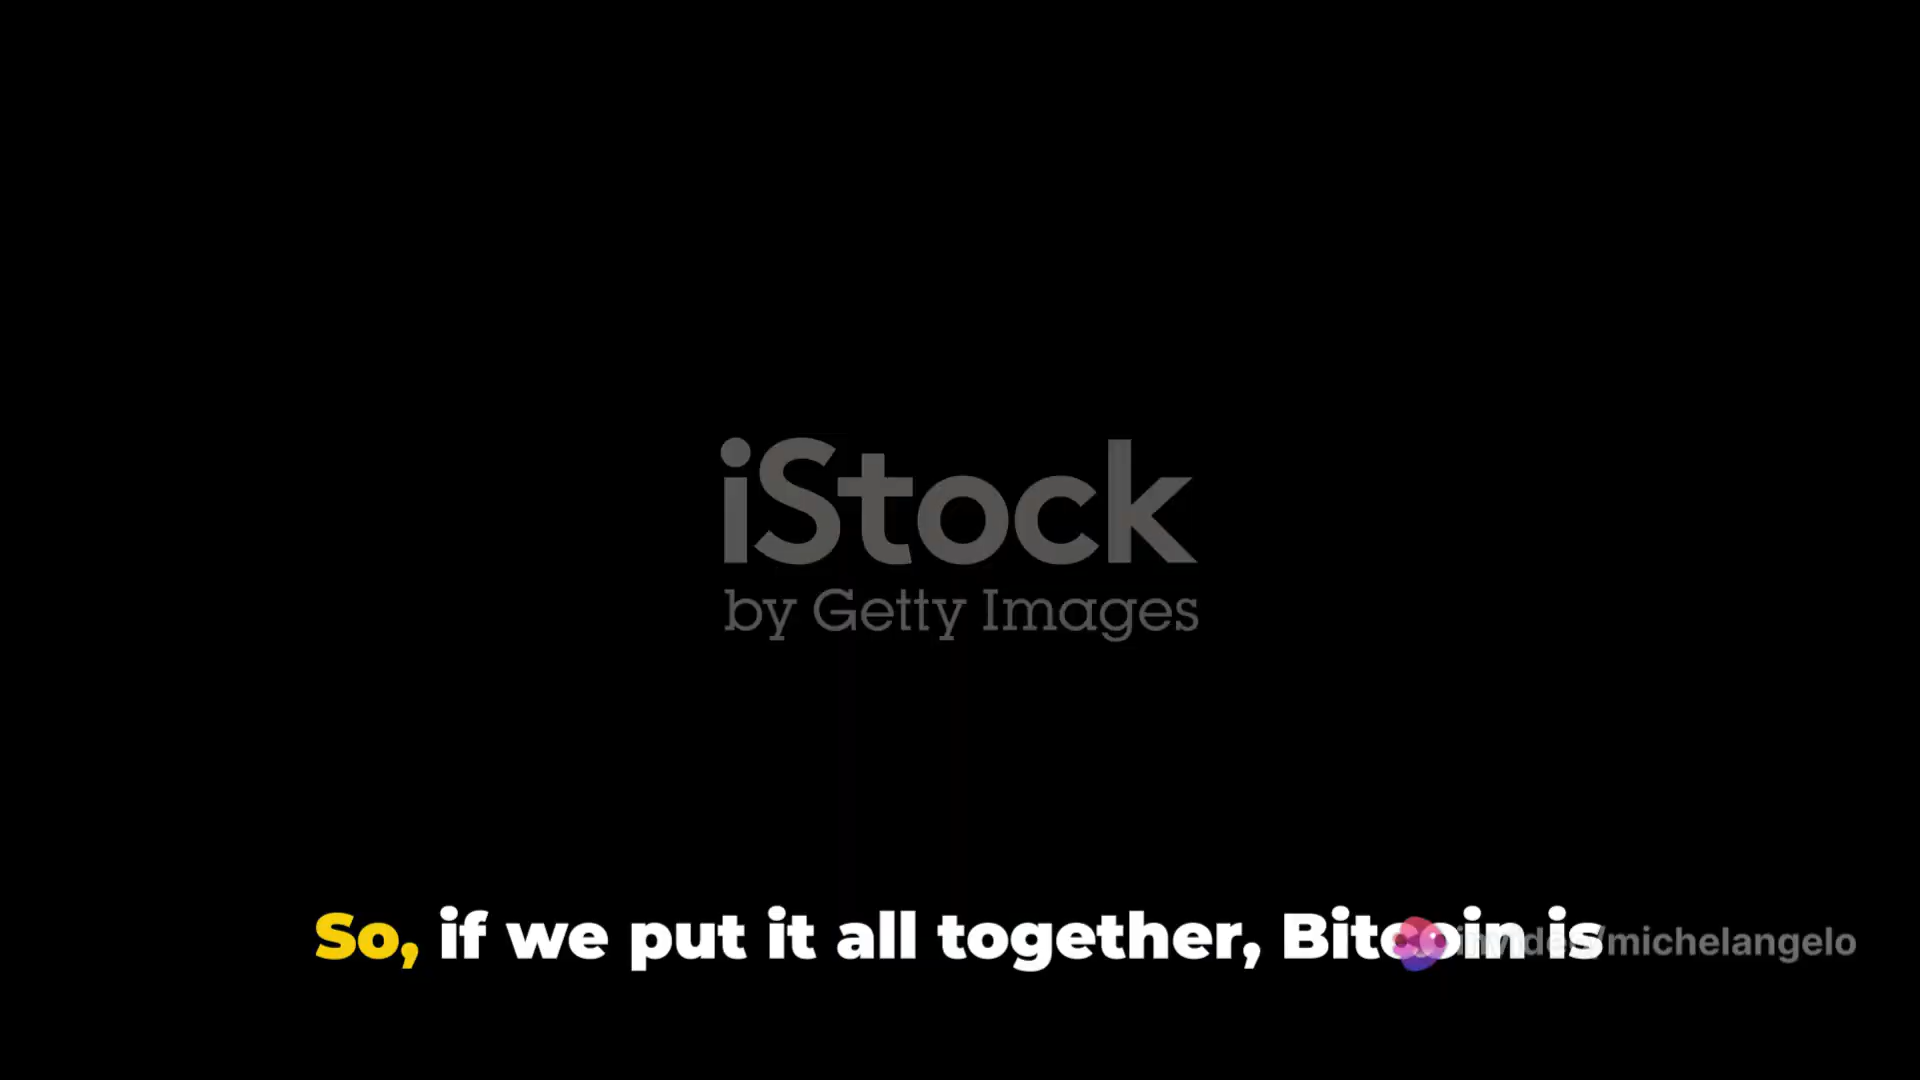 iStock
by Getty Images
So, if we put it all together, Bitcoin is
/michelangelo